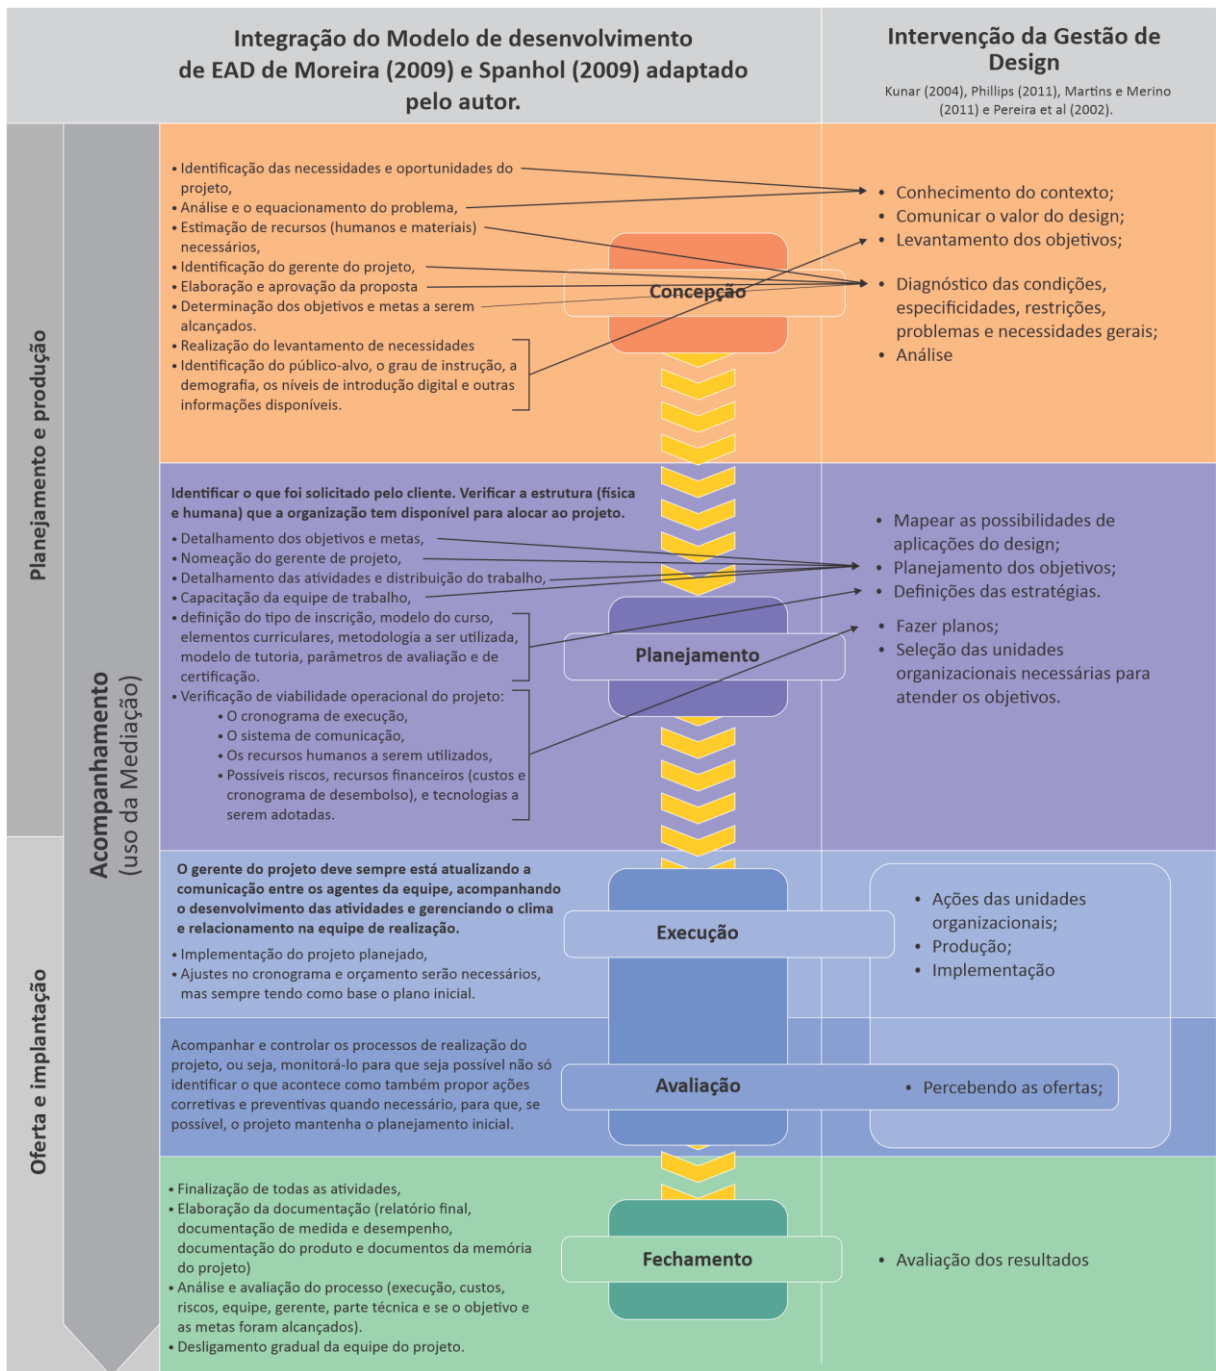 Integração do Modelo de desenvolvimento
de EAD de Moreira (2009) e Spanhol (2009) adaptado
pelo autor.
Intervenção da Gestão de
Design
Kunar (2004), Phillips (2011), Martins e Merino
(2011) e Pereira et al (2002).
Planejamento e produção
Oferta e implantação
Acompanhamento
(uso da Mediação)
• Identificação das necessidades e oportunidades do
projeto,
• Análise e o equacionamento do problema,
• Estimação de recursos (humanos e materiais)
necessários,
• Identificação do gerente do projeto,
• Elaboração e aprovação da proposta
• Determinação dos objetivos e metas a serem
alcançados.
• Realização do levantamento de necessidades
• Identificação do público-alvo, o grau de instrução, a
demografia, os níveis de introdução digital e outras
informações disponíveis.
Concepção
• Conhecimento do contexto;
• Comunicar o valor do design;
• Levantamento dos objetivos;
• Diagnóstico das condições,
especificidades, restrições,
problemas e necessidades gerais;
• Análise
Identificar o que foi solicitado pelo cliente. Verificar a estrutura (física
e humana) que a organização tem disponível para alocar ao projeto.
• Detalhamento dos objetivos e metas,
• Nomeação do gerente de projeto,
• Detalhamento das atividades e distribuição do trabalho,
• Capacitação da equipe de trabalho,
• definição do tipo de inscrição, modelo do curso,
elementos curriculares, metodologia a ser utilizada,
modelo de tutoria, parâmetros de avaliação e de
certificação.
• Verificação de viabilidade operacional do projeto:
• O cronograma de execução,
• O sistema de comunicação,
• Os recursos humanos a serem utilizados,
• Possíveis riscos, recursos financeiros (custos e
cronograma de desembolso), e tecnologias a
serem adotadas.
Planejamento
• Mapear as possibilidades de
aplicações do design;
• Planejamento dos objetivos;
• Definições das estratégias.
• Fazer planos;
• Seleção das unidades
organizacionais necessárias para
atender os objetivos.
O gerente do projeto deve sempre está atualizando a
comunicação entre os agentes da equipe, acompanhando
o desenvolvimento das atividades e gerenciando o clima
e relacionamento na equipe de realização.
• Implementação do projeto planejado,
• Ajustes no cronograma e orçamento serão necessários,
mas sempre tendo como base o plano inicial.
Execução
• Ações das unidades
organizacionais;
• Produção;
• Implementação
Acompanhar e controlar os processos de realização do
projeto, ou seja, monitorá-lo para que seja possível não só
identificar o que acontece como também propor ações
corretivas e preventivas quando necessário, para que, se
possível, o projeto mantenha o planejamento inicial.
Avaliação
• Percebendo as ofertas;
• Finalização de todas as atividades,
• Elaboração da documentação (relatório final,
documentação de medida e desempenho,
documentação do produto e documentos da memória
do projeto)
• Análise e avaliação do processo (execução, custos,
riscos, equipe, gerente, parte técnica e se o objetivo e
as metas foram alcançados).
• Desligamento gradual da equipe do projeto.
Fechamento
• Avaliação dos resultados